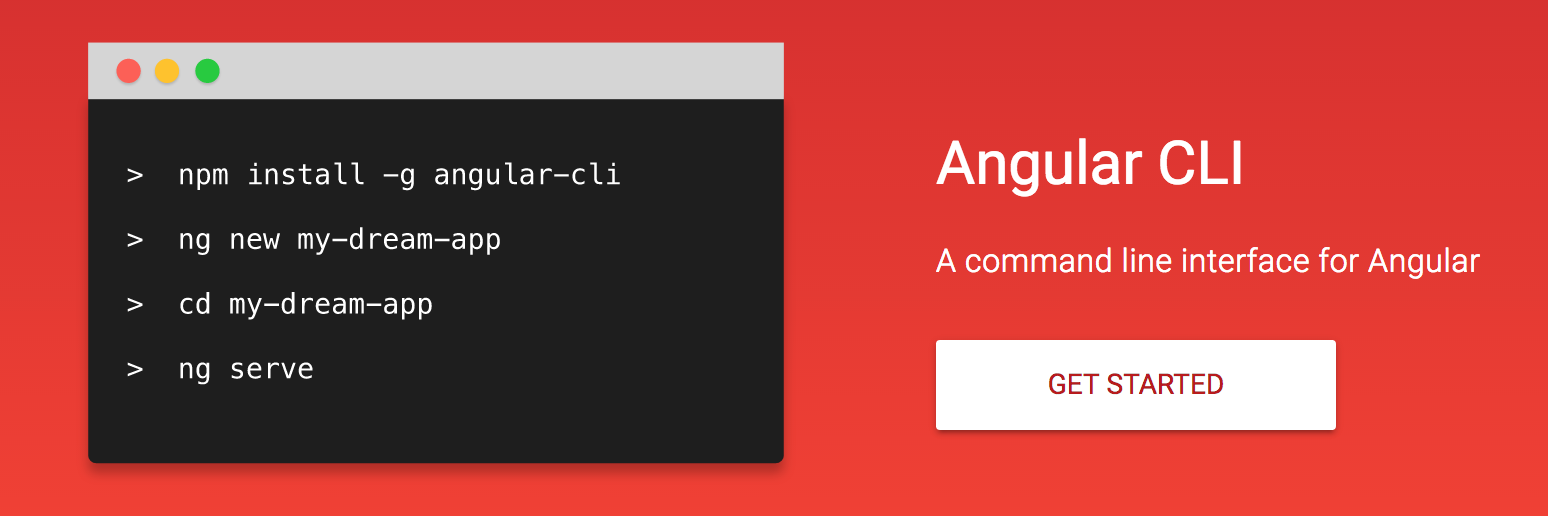 > npm install -g angular-cli
> ng new my-dream-app
> cd my-dream-app
> ng serve
Angular CLI
A command line interface for Angular
GET STARTED